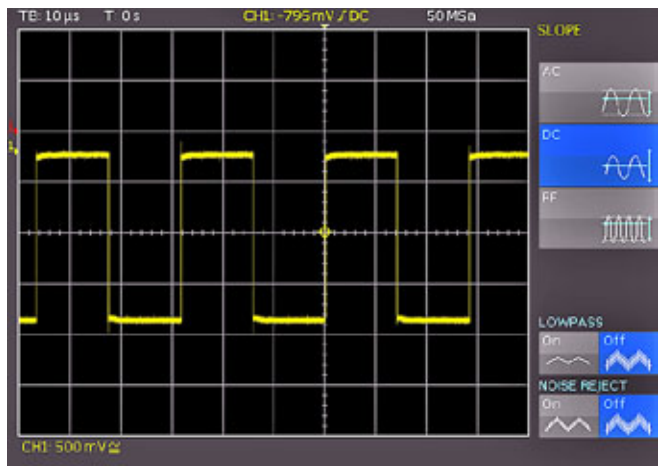 TB: 10 µs T: 0 s CH1: -795 mV ∫ DC 50 MSa
SLOPE
AC
DC
RF
LOWPASS
On Off
NOISE REJECT
On Off
CH1: 500 mV